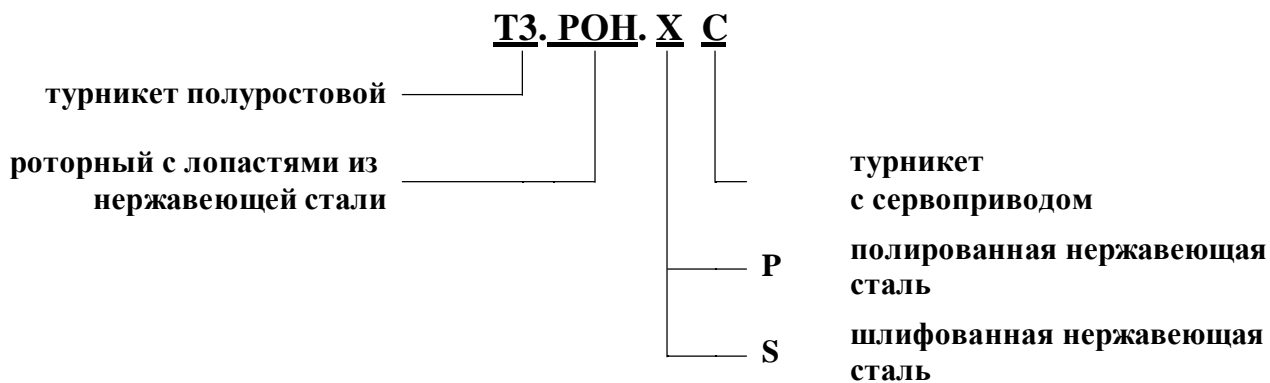 Т3. РОН. Х С
турникет полуростовой
роторный с лопастями из
нержавеющей стали
турникет
с сервоприводом
P полированная нержавеющая
сталь
S шлифованная нержавеющая
сталь